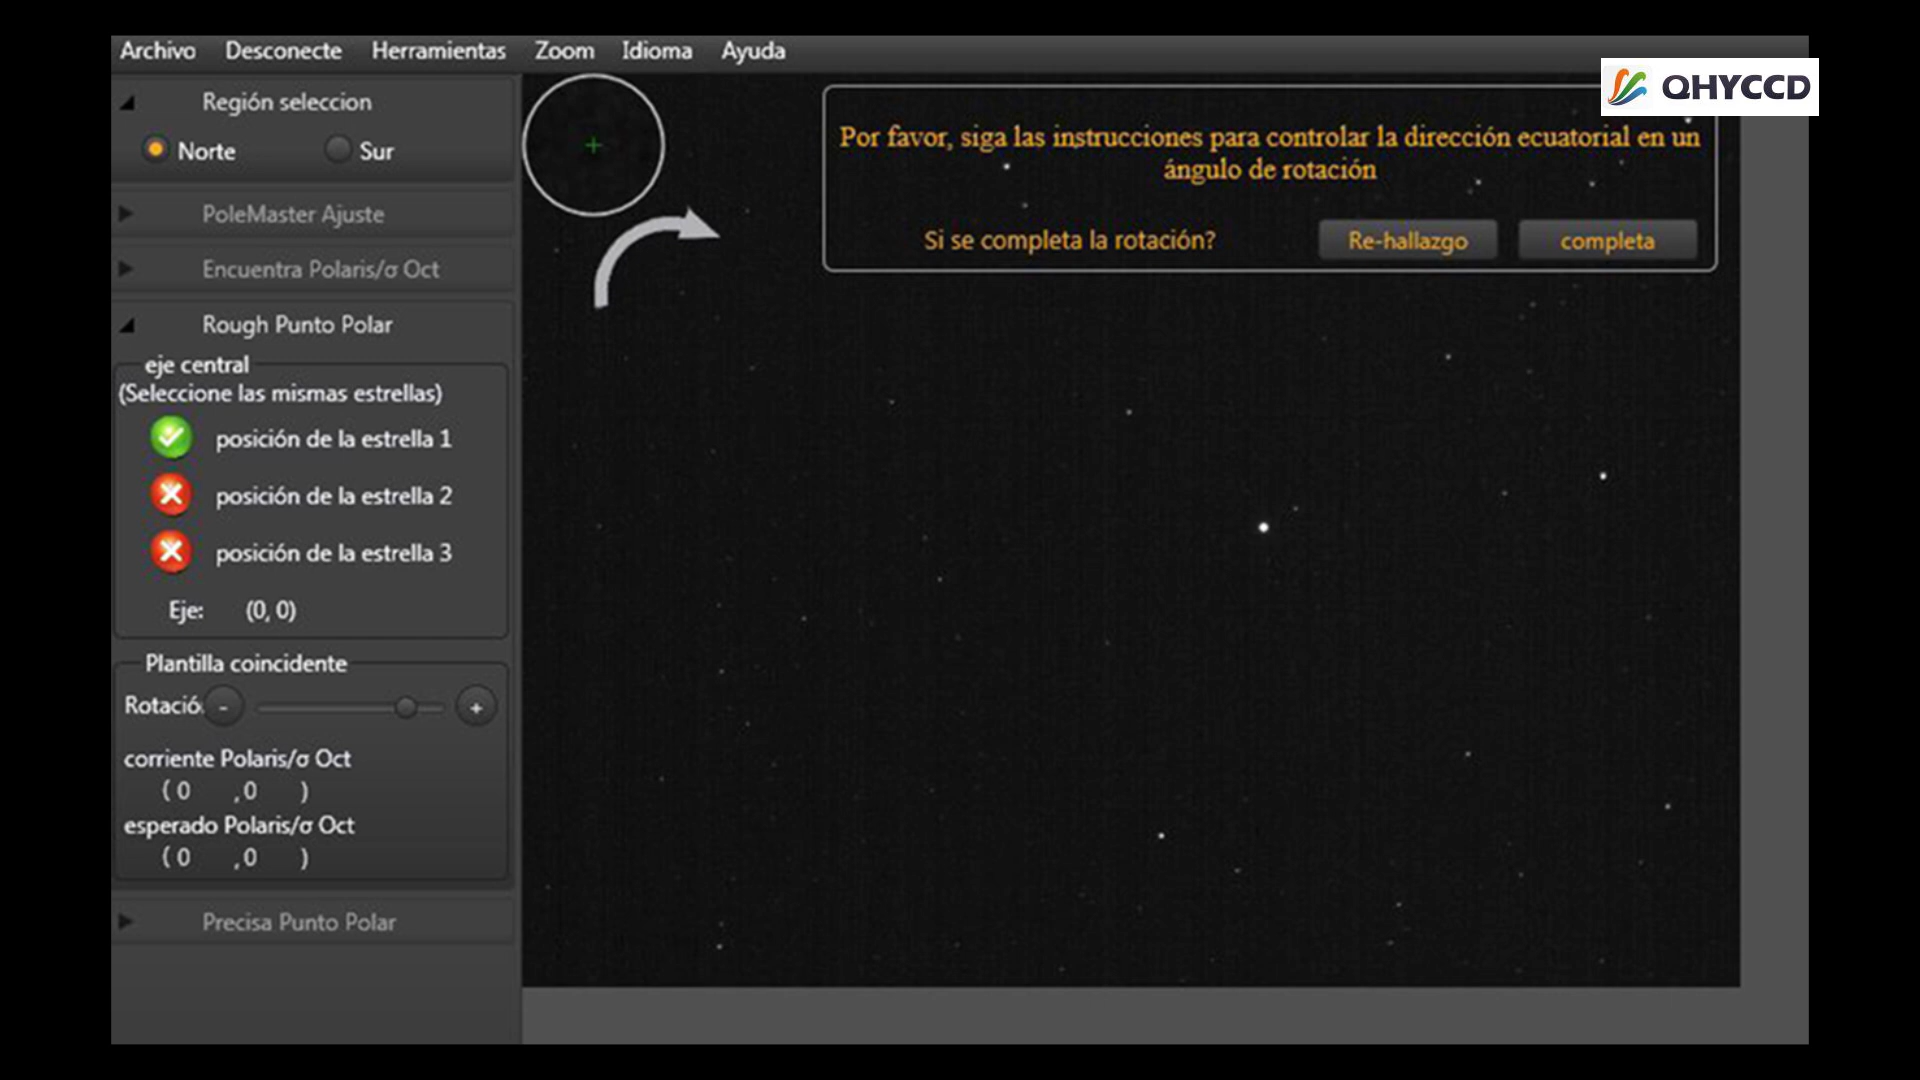 Archivo Desconecte Herramientas Zoom Idioma Ayuda
QHYCCD
Región seleccion
Norte Sur
PoleMaster Ajuste
Encuentra Polaris/σ Oct
Rough Punto Polar
eje central
(Seleccione las mismas estrellas)
posición de la estrella 1
posición de la estrella 2
posición de la estrella 3
Eje: (0, 0)
Plantilla coincidente
Rotació - +
corriente Polaris/σ Oct
( 0 ,0 )
esperado Polaris/σ Oct
( 0 ,0 )
Precisa Punto Polar
Por favor, siga las instrucciones para controlar la dirección ecuatorial en un
ángulo de rotación
Si se completa la rotación? Re-hallazgo completa